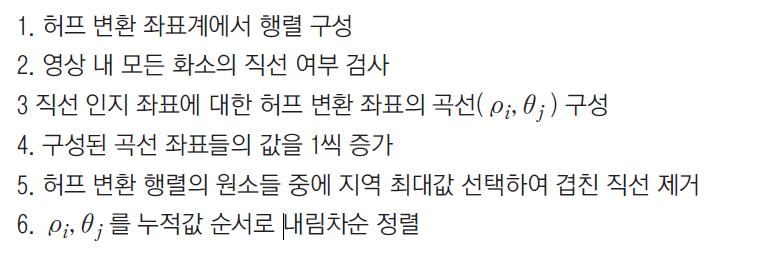 1. 허프 변환 좌표계에서 행렬 구성
2. 영상 내 모든 화소의 직선 여부 검사
3 직선 인지 좌표에 대한 허프 변환 좌표의 곡선( ρi, θj ) 구성
4. 구성된 곡선 좌표들의 값을 1씩 증가
5. 허프 변환 행렬의 원소들 중에 지역 최대값 선택하여 겹친 직선 제거
6. ρi, θj 를 누적값 순서로 내림차순 정렬